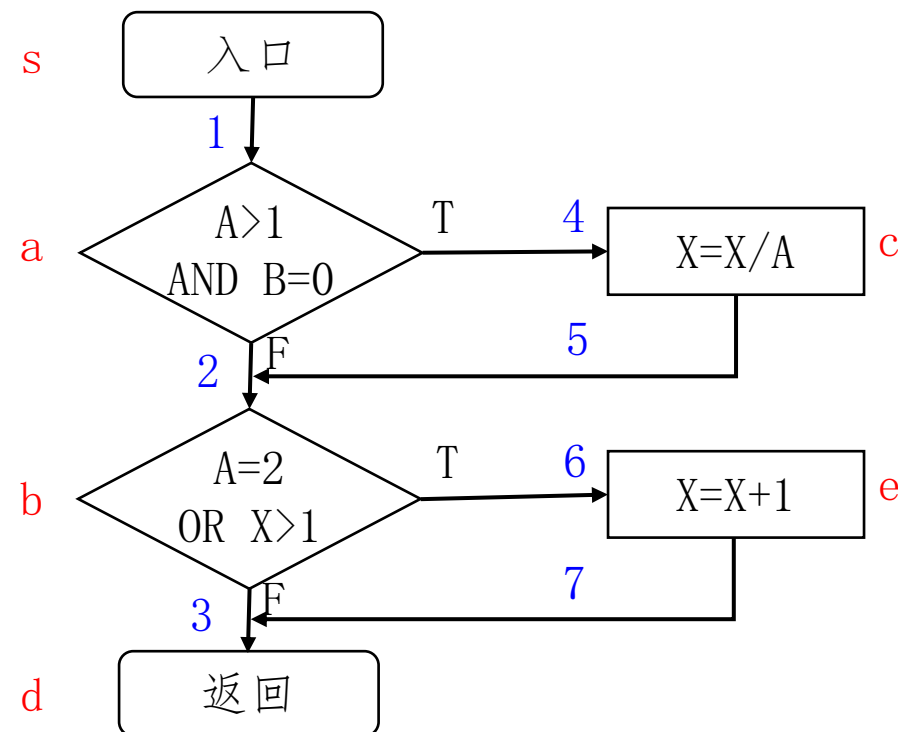 s
入口
1
a
A>1
AND B=0
T
4
X=X/A
c
F
5
2
b
A=2
OR X>1
T
6
X=X+1
e
F
7
3
d
返回